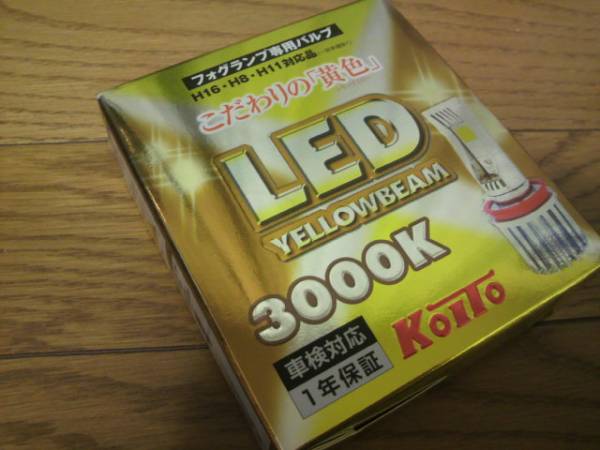 フォグランプ専用バルブ
H16・H8・H11対応品
こだわりの「黄色」
LED
YELLOWBEAM
3000K
車検対応
1年保証
KOITO